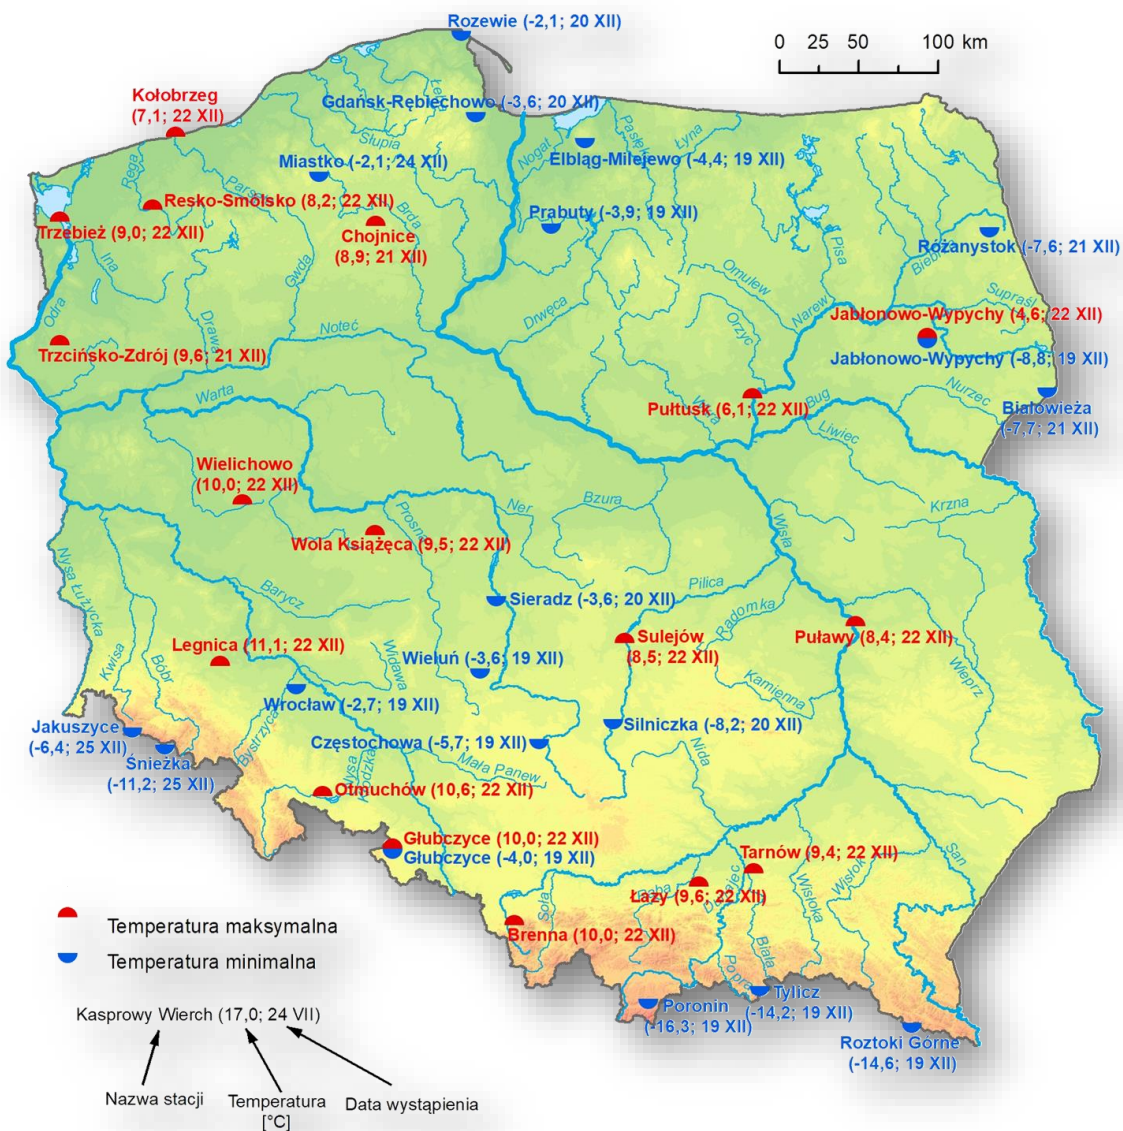 Rozewie (-2,1; 20 XII)
0 25 50 100 km
Kołobrzeg
(7,1; 22 XII)
Łeba
Gdańsk-Rębiechowo (-3,6; 20 XII)
Słupia
Pasłęka
Łyna
Nogat
Miastko (-2,1; 24 XII)
Elbląg-Milejewo (-4,4; 19 XII)
Rega
Parsęta
Resko-Smólsko (8,2; 22 XII)
Brda
Prabuty (-3,9; 19 XII)
Trzebież (9,0; 22 XII)
Chojnice
(8,9; 21 XII)
Pisa
Różanystok (-7,6; 21 XII)
Biebrza
Ina
Gwda
Omulew
Odra
Drawa
Noteć
Drwęca
Orzyc
Narew
Supraśl
Jabłonowo-Wypychy (4,6; 22 XII)
Trzcińsko-Zdrój (9,6; 21 XII)
Jabłonowo-Wypychy (-8,8; 19 XII)
Warta
Wkra
Pułtusk (6,1; 22 XII)
Bug
Nurzec
Białowieża
(-7,7; 21 XII)
Liwiec
Wielichowo
(10,0; 22 XII)
Prosna
Ner
Bzura
Wisła
Krzna
Wola Książęca (9,5; 22 XII)
Nysa Łużycka
Barycz
Sieradz (-3,6; 20 XII)
Pilica
Radomka
Legnica (11,1; 22 XII)
Sulejów
(8,5; 22 XII)
Puławy (8,4; 22 XII)
Kwisa
Bóbr
Widawa
Wieluń (-3,6; 19 XII)
Wieprz
Wrocław (-2,7; 19 XII)
Kamienna
Jakuszyce
(-6,4; 25 XII)
Bystrzyca
Silniczka (-8,2; 20 XII)
Częstochowa (-5,7; 19 XII)
Śnieżka
(-11,2; 25 XII)
Nysa
Kłodzka
Mała Panew
Nida
Otmuchów (10,6; 22 XII)
Głubczyce (10,0; 22 XII)
Głubczyce (-4,0; 19 XII)
Tarnów (9,4; 22 XII)
San
Soła
Raba
Łazy (9,6; 22 XII)
Dunajec
Wisłoka
Wisłok
Brenna (10,0; 22 XII)
Biała
Poprad
Poronin
(-16,3; 19 XII)
Tylicz
(-14,2; 19 XII)
Roztoki Górne
(-14,6; 19 XII)
Temperatura maksymalna
Temperatura minimalna
Kasprowy Wierch (17,0; 24 VII)
Nazwa stacji
Temperatura
[°C]
Data wystąpienia